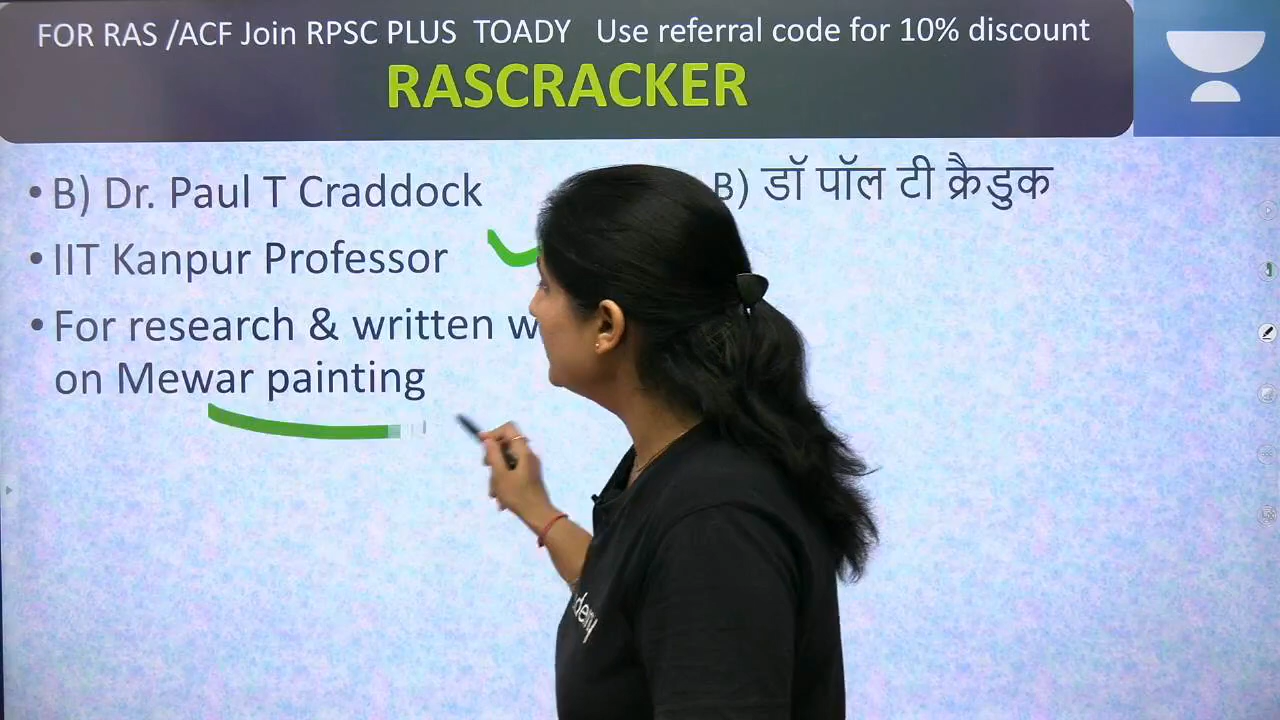 FOR RAS /ACF Join RPSC PLUS TOADY Use referral code for 10% discount
RASCRACKER
• B) Dr. Paul T Craddock
B) डॉ पॉल टी क्रैडुक
• IIT Kanpur Professor
• For research & written
on Mewar painting